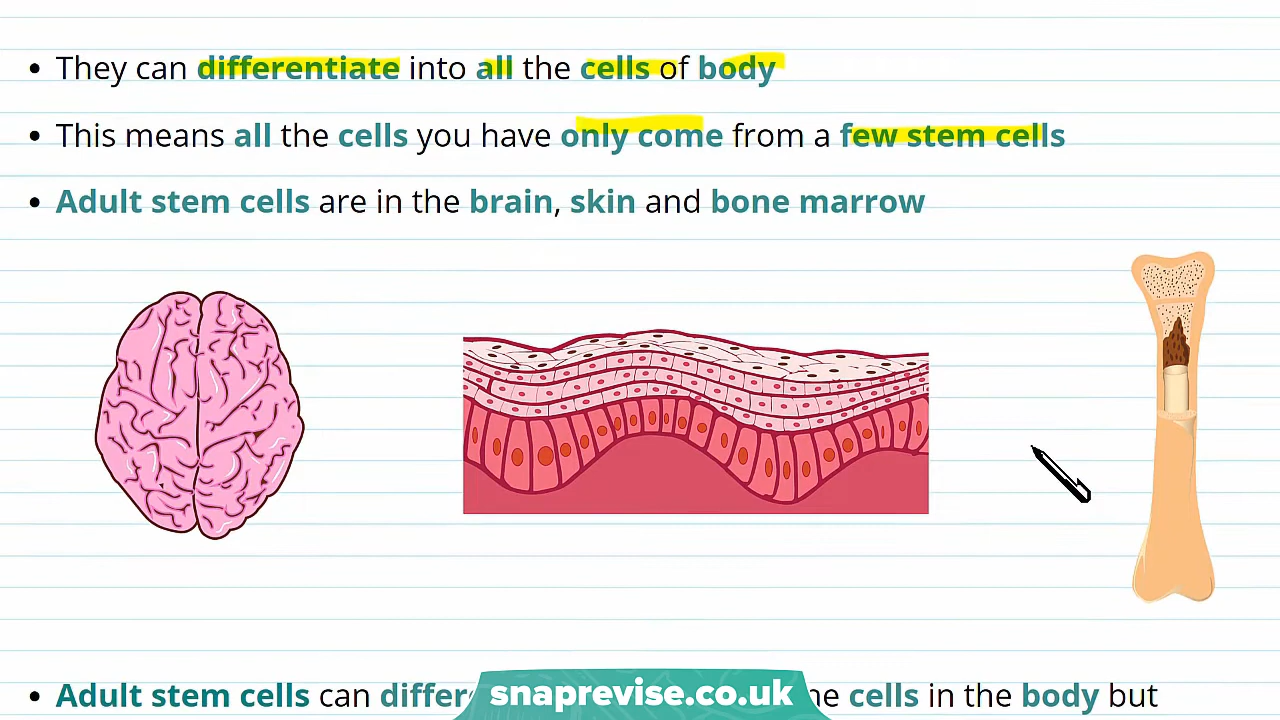 • They can differentiate into all the cells of body
• This means all the cells you have only come from a few stem cells
• Adult stem cells are in the brain, skin and bone marrow
• Adult stem cells can cells in the body but
snaprevise.co.uk